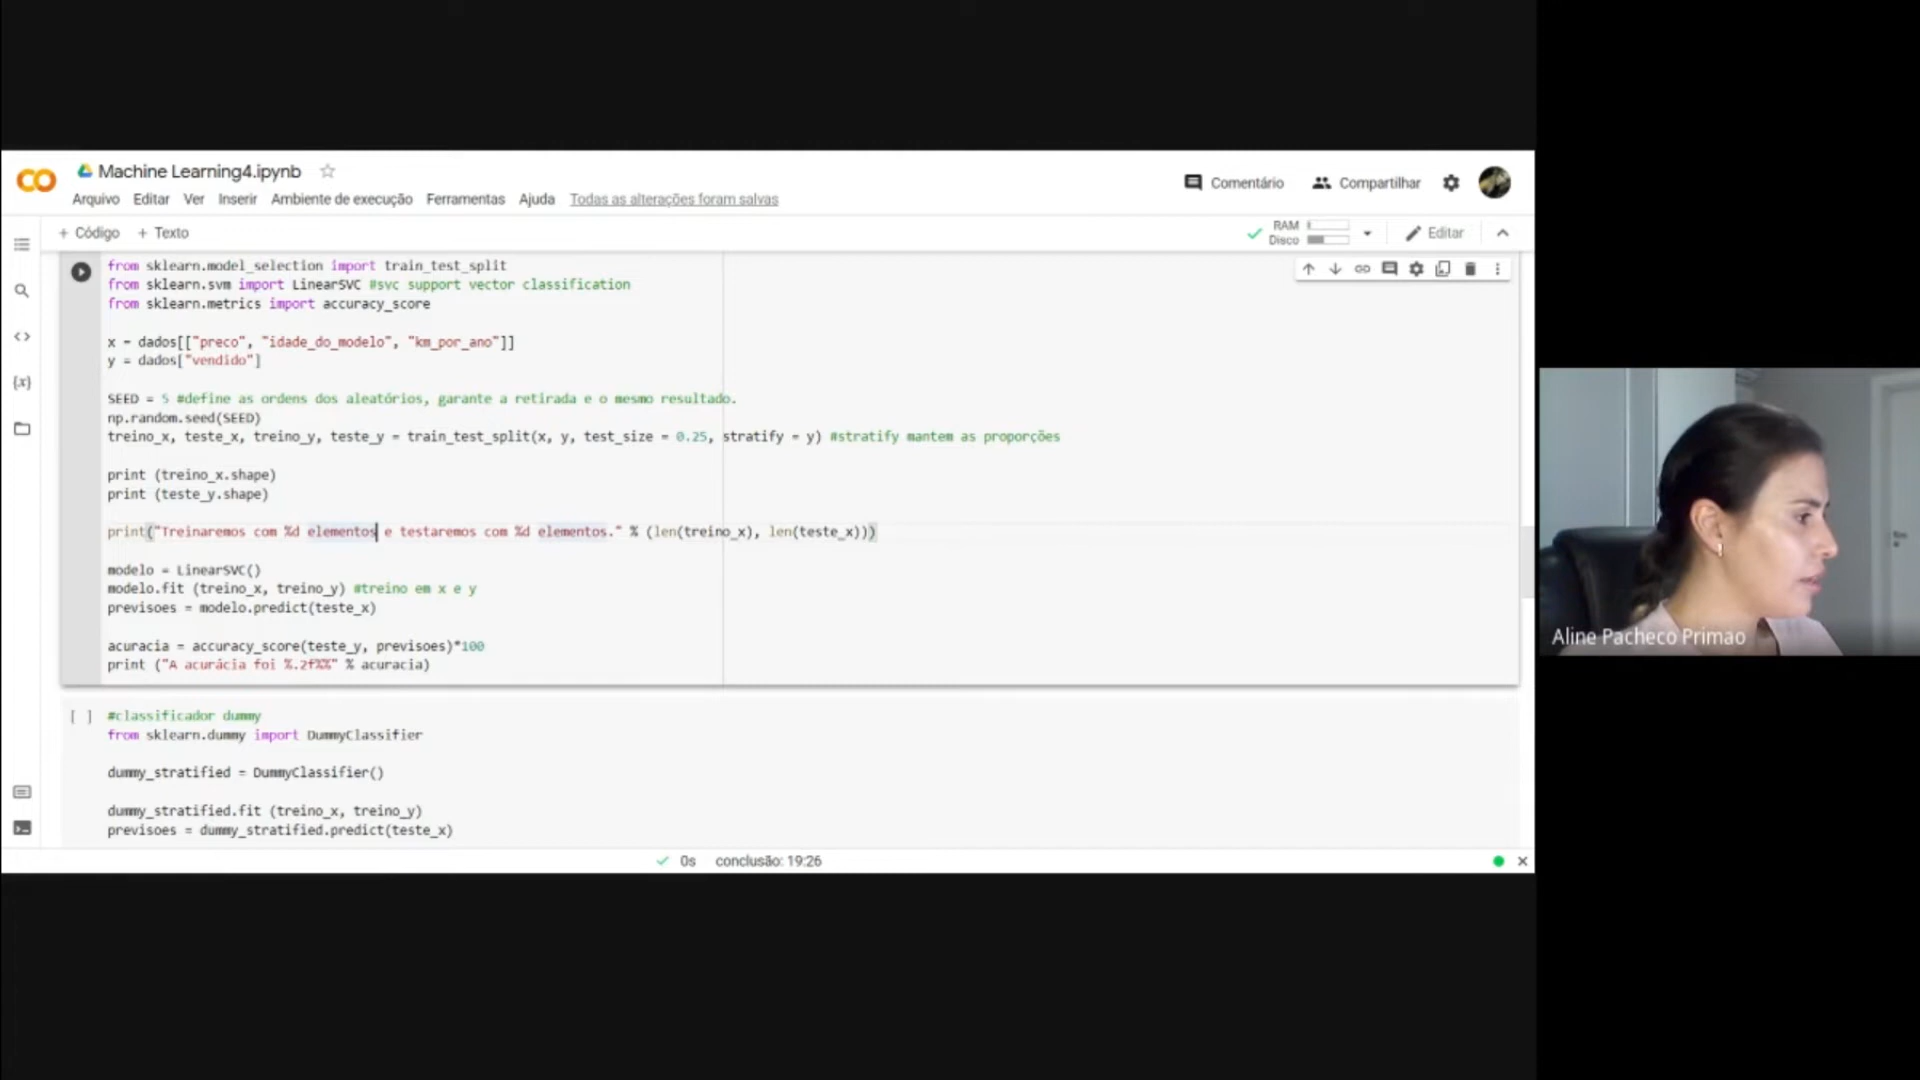 Machine Learning4.ipynb
Arquivo Editar Ver Inserir Ambiente de execução Ferramentas Ajuda Todas as alterações foram salvas
Comentário Compartilhar
+ Código + Texto
RAM
Disco
Editar
from sklearn.model_selection import train_test_split
from sklearn.svm import LinearSVC #svc support vector classification
from sklearn.metrics import accuracy_score
x = dados[["preco", "idade_do_modelo", "km_por_ano"]]
y = dados["vendido"]
SEED = 5 #define as ordens dos aleatórios, garante a retirada e o mesmo resultado.
np.random.seed(SEED)
treino_x, teste_x, treino_y, teste_y = train_test_split(x, y, test_size = 0.25, stratify = y) #stratify mantem as proporções
print (treino_x.shape)
print (teste_y.shape)
print("Treinaremos com %d elementos e testaremos com %d elementos." % (len(treino_x), len(teste_x)))
modelo = LinearSVC()
modelo.fit (treino_x, treino_y) #treino em x e y
previsoes = modelo.predict(teste_x)
acuracia = accuracy_score(teste_y, previsoes)*100
print ("A acurácia foi %.2f%%" % acuracia)
[ ] #classificador dummy
from sklearn.dummy import DummyClassifier
dummy_stratified = DummyClassifier()
dummy_stratified.fit (treino_x, treino_y)
previsoes = dummy_stratified.predict(teste_x)
0s conclusão: 19:26
Aline Pacheco Primao